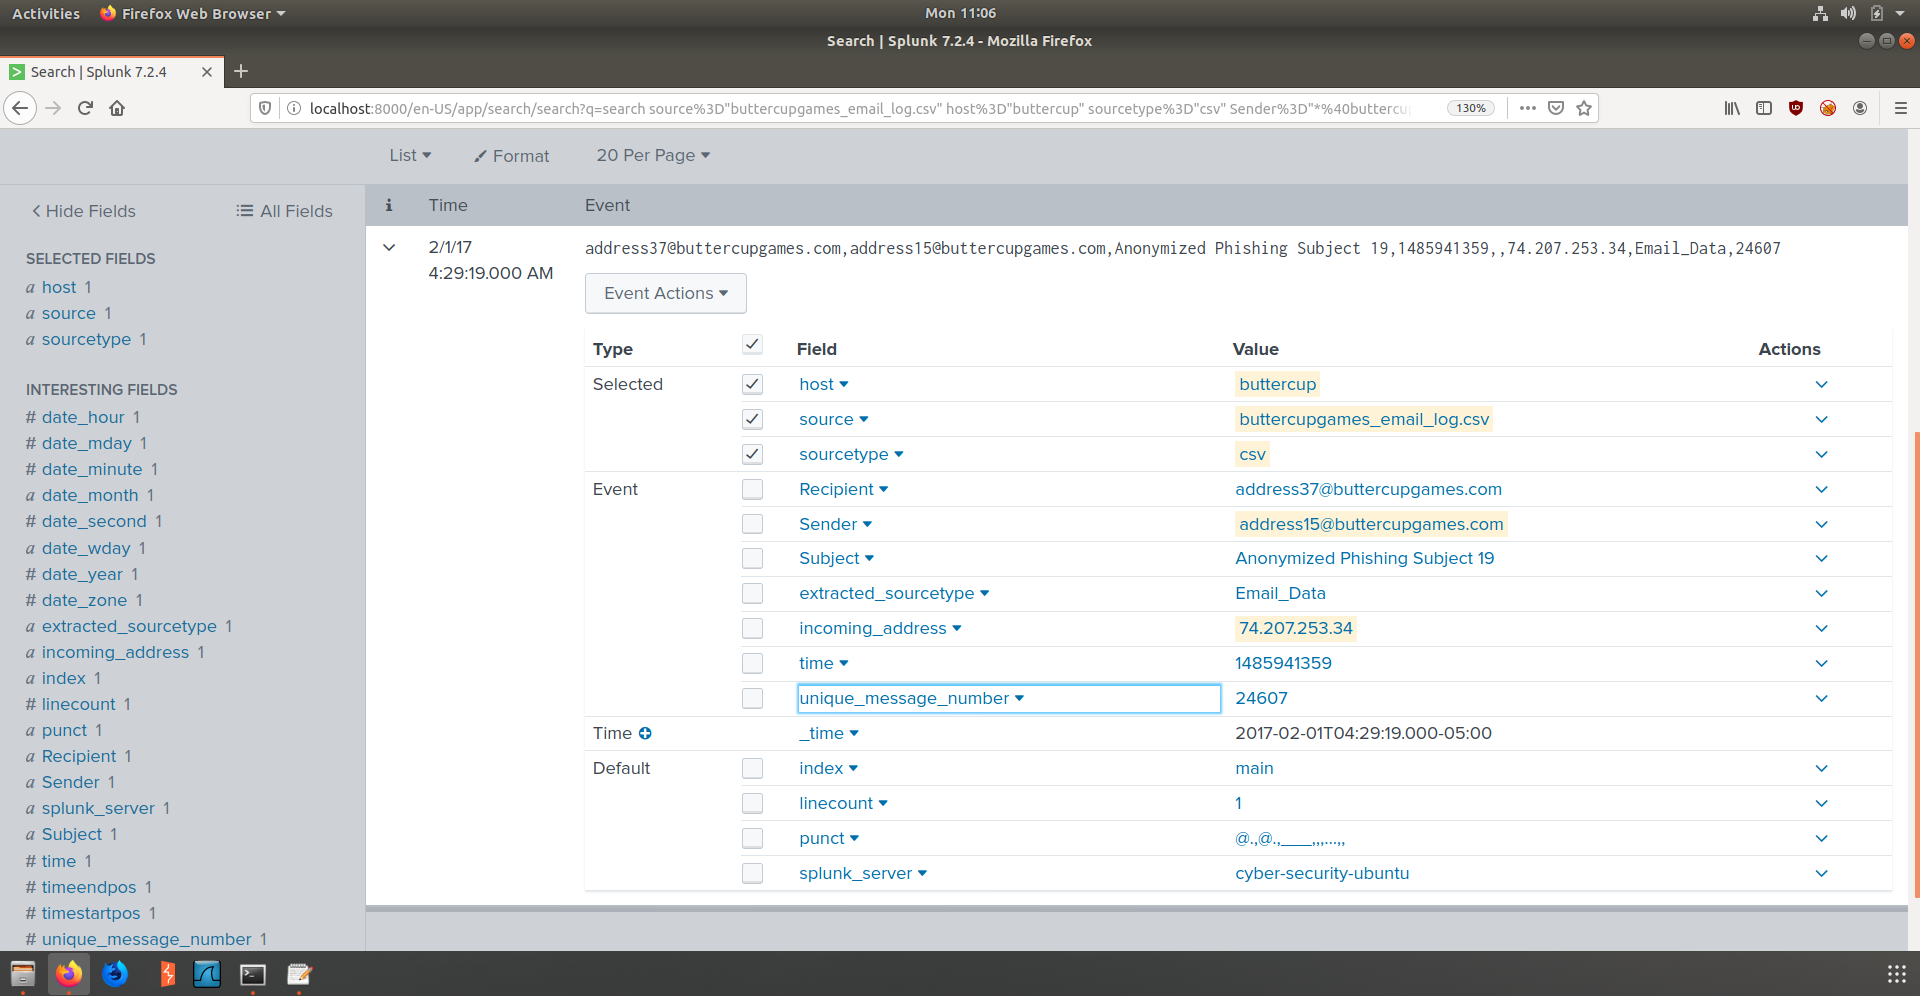 Activities Firefox Web Browser Mon 11:06
Search | Splunk 7.2.4 - Mozilla Firefox
Search | Splunk 7.2.4
localhost:8000/en-US/app/search/search?q=search source%3D"buttercupgames_email_log.csv" host%3D"buttercup" sourcetype%3D"csv" Sender%3D"*%40buttercu 130%
List Format 20 Per Page
Hide Fields All Fields
SELECTED FIELDS
a host 1
a source 1
a sourcetype 1
INTERESTING FIELDS
# date_hour 1
# date_mday 1
# date_minute 1
a date_month 1
# date_second 1
a date_wday 1
# date_year 1
# date_zone 1
a extracted_sourcetype 1
a incoming_address 1
a index 1
# linecount 1
a punct 1
a Recipient 1
a Sender 1
a splunk_server 1
a Subject 1
# time 1
# timeendpos 1
# timestartpos 1
# unique_message_number 1
i Time Event
2/1/17
4:29:19.000 AM
address37@buttercupgames.com,address15@buttercupgames.com,Anonymized Phishing Subject 19,1485941359,,74.207.253.34,Email_Data,24607
Event Actions
Type Field Value Actions
Selected host buttercup
source buttercupgames_email_log.csv
sourcetype csv
Event Recipient address37@buttercupgames.com
Sender address15@buttercupgames.com
Subject Anonymized Phishing Subject 19
extracted_sourcetype Email_Data
incoming_address 74.207.253.34
time 1485941359
unique_message_number 24607
Time _time 2017-02-01T04:29:19.000-05:00
Default index main
linecount 1
punct @.,@.,___,,,...,,
splunk_server cyber-security-ubuntu